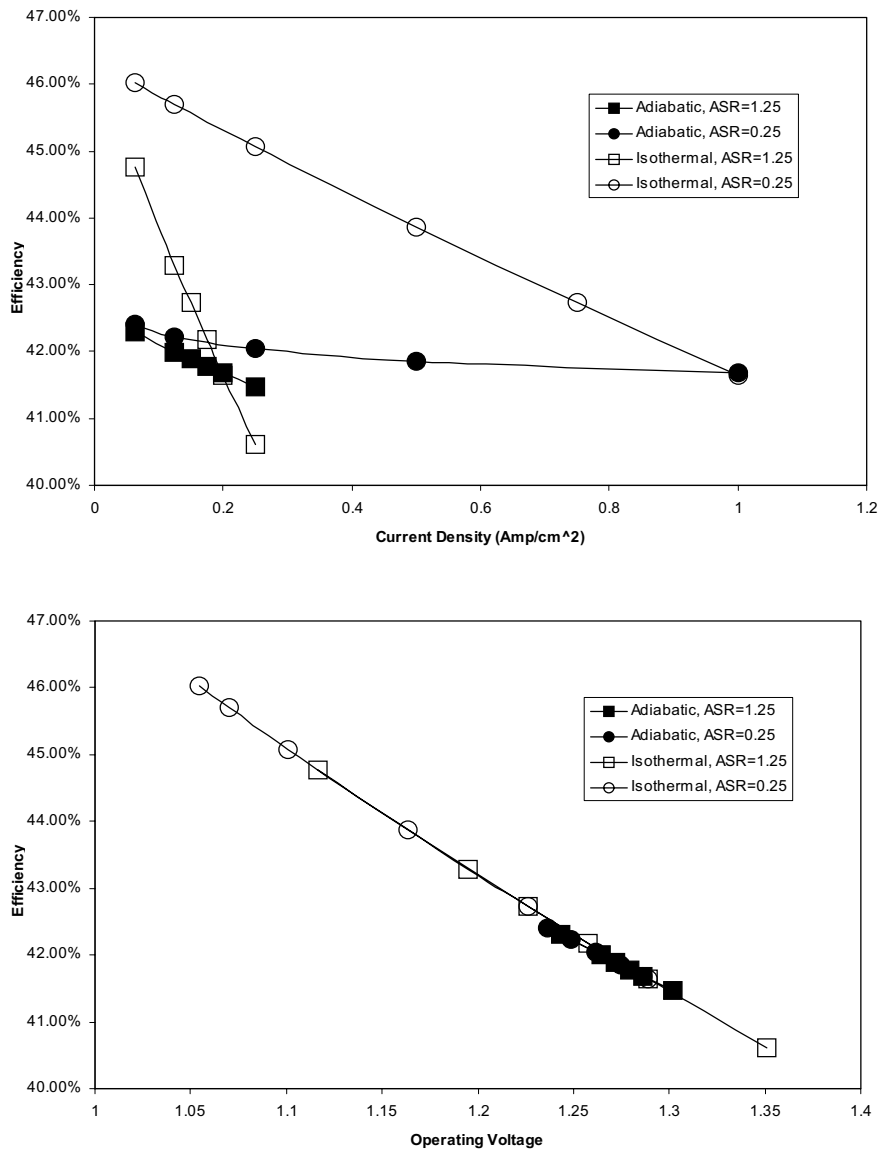 47.00%
46.00%
45.00%
44.00%
43.00%
42.00%
41.00%
40.00%
Efficiency
Adiabatic, ASR=1.25
Adiabatic, ASR=0.25
Isothermal, ASR=1.25
Isothermal, ASR=0.25
0 0.2 0.4 0.6 0.8 1 1.2
Current Density (Amp/cm^2)
47.00%
46.00%
45.00%
44.00%
43.00%
42.00%
41.00%
40.00%
Efficiency
Adiabatic, ASR=1.25
Adiabatic, ASR=0.25
Isothermal, ASR=1.25
Isothermal, ASR=0.25
1 1.05 1.1 1.15 1.2 1.25 1.3 1.35 1.4
Operating Voltage